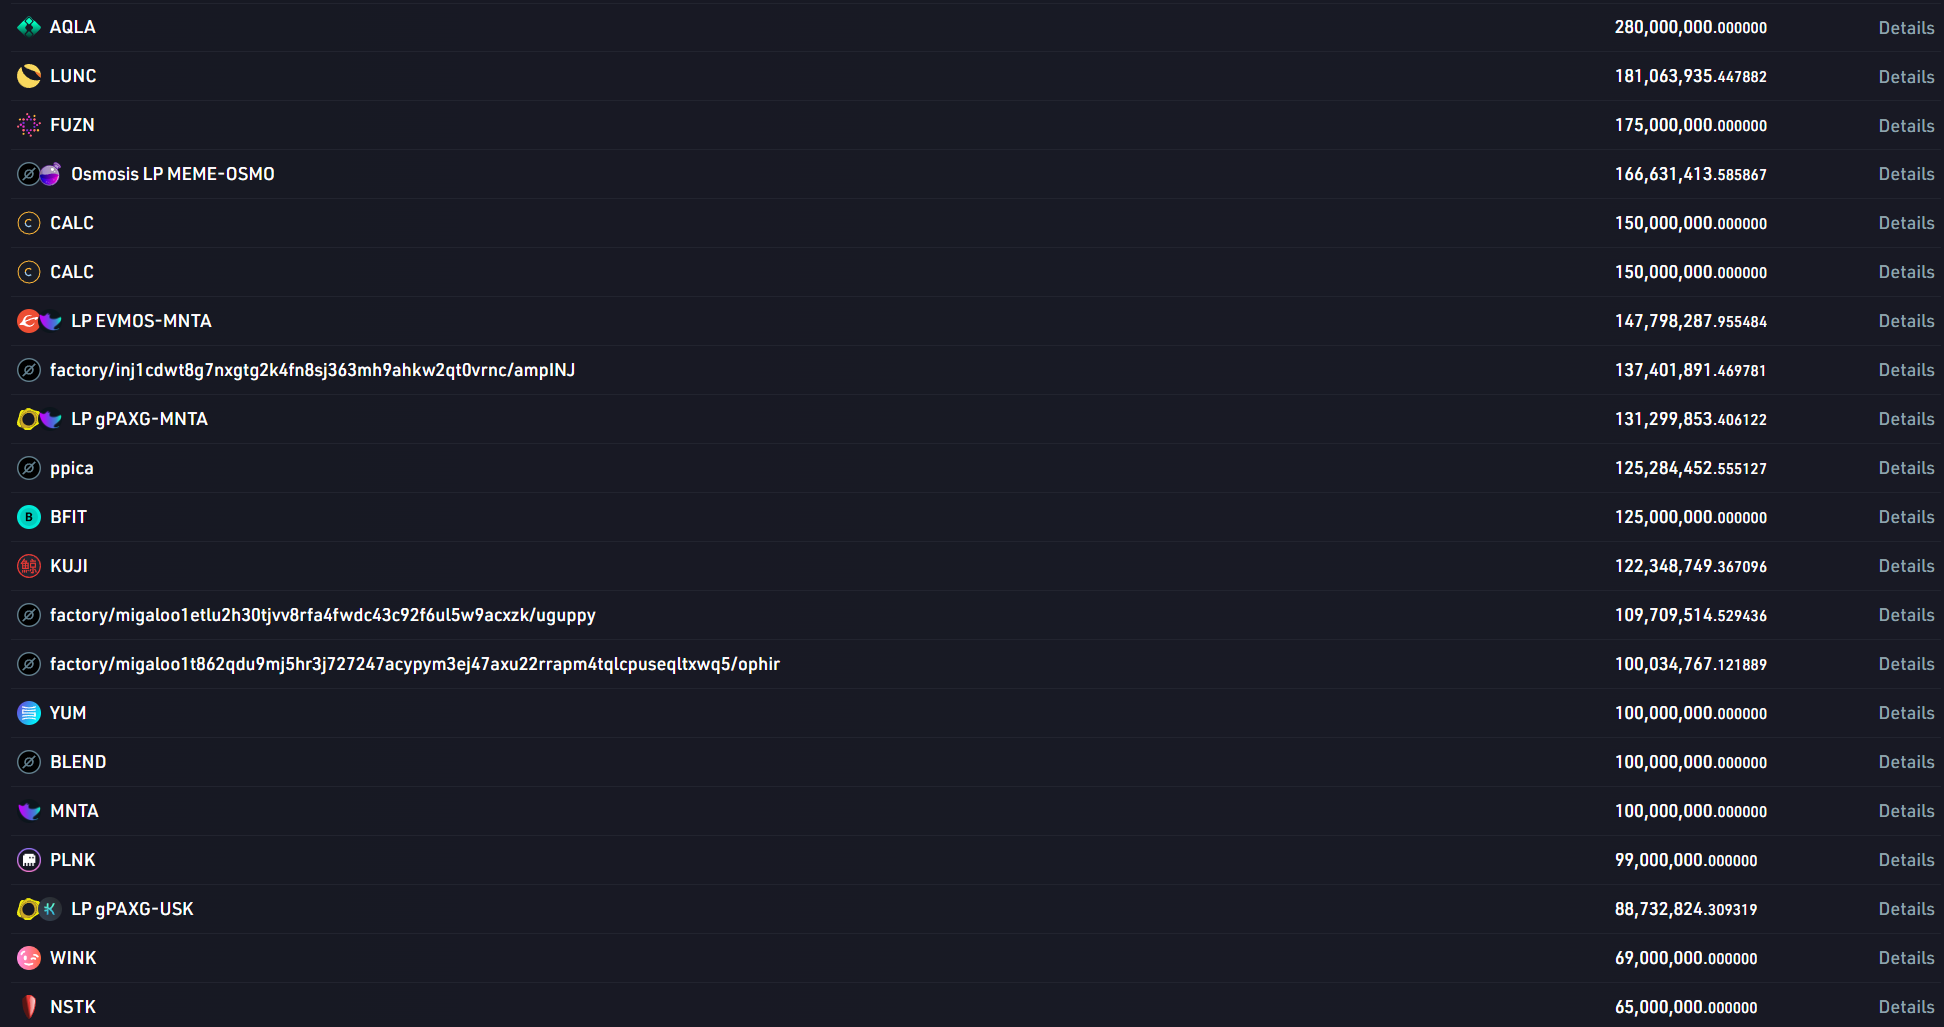 AQLA 280,000,000.000000 Details
LUNC 181,063,935.447882 Details
FUZN 175,000,000.000000 Details
Osmosis LP MEME-OSMO 166,631,413.585867 Details
C CALC 150,000,000.000000 Details
C CALC 150,000,000.000000 Details
LP EVMOS-MNTA 147,798,287.955484 Details
factory/inj1cdwt8g7nxgtg2k4fn8sj363mh9ahkw2qt0vrnc/ampINJ 137,401,891.469781 Details
LP gPAXG-MNTA 131,299,853.406122 Details
ppica 125,284,452.555127 Details
B BFIT 125,000,000.000000 Details
鯨 KUJI 122,348,749.367096 Details
factory/migaloo1etlu2h30tjvv8rfa4fwdc43c92f6ul5w9acxzk/uguppy 109,709,514.529436 Details
factory/migaloo1t862qdu9mj5hr3j727247acypym3ej47axu22rrapm4tqlcpuseqltxwq5/ophir 100,034,767.121889 Details
YUM 100,000,000.000000 Details
BLEND 100,000,000.000000 Details
MNTA 100,000,000.000000 Details
PLNK 99,000,000.000000 Details
LP gPAXG-USK 88,732,824.309319 Details
WINK 69,000,000.000000 Details
NSTK 65,000,000.000000 Details